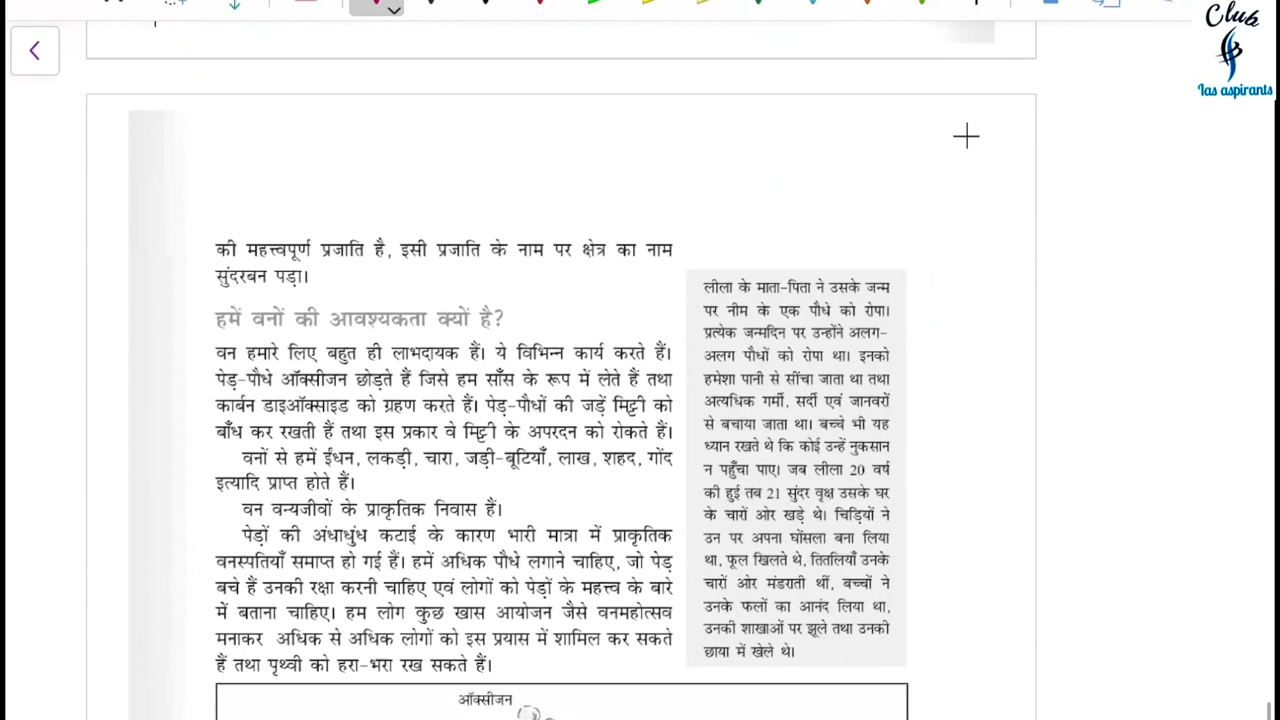 Club
Ias aspirants
की महत्त्वपूर्ण प्रजाति है, इसी प्रजाति के नाम पर क्षेत्र का नाम
सुंदरबन पड़ा।
हमें वनों की आवश्यकता क्यों है?
वन हमारे लिए बहुत ही लाभदायक हैं। ये विभिन्न कार्य करते हैं।
पेड़-पौधे ऑक्सीजन छोड़ते हैं जिसे हम साँस के रूप में लेते हैं तथा
कार्बन डाइऑक्साइड को ग्रहण करते हैं। पेड़-पौधों की जड़ें मिट्टी को
बाँध कर रखती हैं तथा इस प्रकार वे मिट्टी के अपरदन को रोकते हैं।
वनों से हमें ईंधन, लकड़ी, चारा, जड़ी-बूटियाँ, लाख, शहद, गोंद
इत्यादि प्राप्त होते हैं।
वन वन्यजीवों के प्राकृतिक निवास हैं।
पेड़ों की अंधाधुंध कटाई के कारण भारी मात्रा में प्राकृतिक
वनस्पतियाँ समाप्त हो गई हैं। हमें अधिक पौधे लगाने चाहिए, जो पेड़
बचे हैं उनकी रक्षा करनी चाहिए एवं लोगों को पेड़ों के महत्त्व के बारे
में बताना चाहिए। हम लोग कुछ खास आयोजन जैसे वनमहोत्सव
मनाकर अधिक से अधिक लोगों को इस प्रयास में शामिल कर सकते
हैं तथा पृथ्वी को हरा-भरा रख सकते हैं।
लीला के माता-पिता ने उसके जन्म
पर नीम के एक पौधे को रोपा।
प्रत्येक जन्मदिन पर उन्होंने अलग-
अलग पौधों को रोपा था। इनको
हमेशा पानी से सींचा जाता था तथा
अत्यधिक गर्मी, सर्दी एवं जानवरों
से बचाया जाता था। बच्चे भी यह
ध्यान रखते थे कि कोई उन्हें नुकसान
न पहुँचा पाए। जब लीला 20 वर्ष
की हुई तब 21 सुंदर वृक्ष उसके घर
के चारों ओर खड़े थे। चिड़ियों ने
उन पर अपना घोंसला बना लिया
था, फूल खिलते थे, तितलियाँ उनके
चारों ओर मंडराती थीं, बच्चों ने
उनके फलों का आनंद लिया था,
उनकी शाखाओं पर झूले तथा उनकी
छाया में खेले थे।
ऑक्सीजन